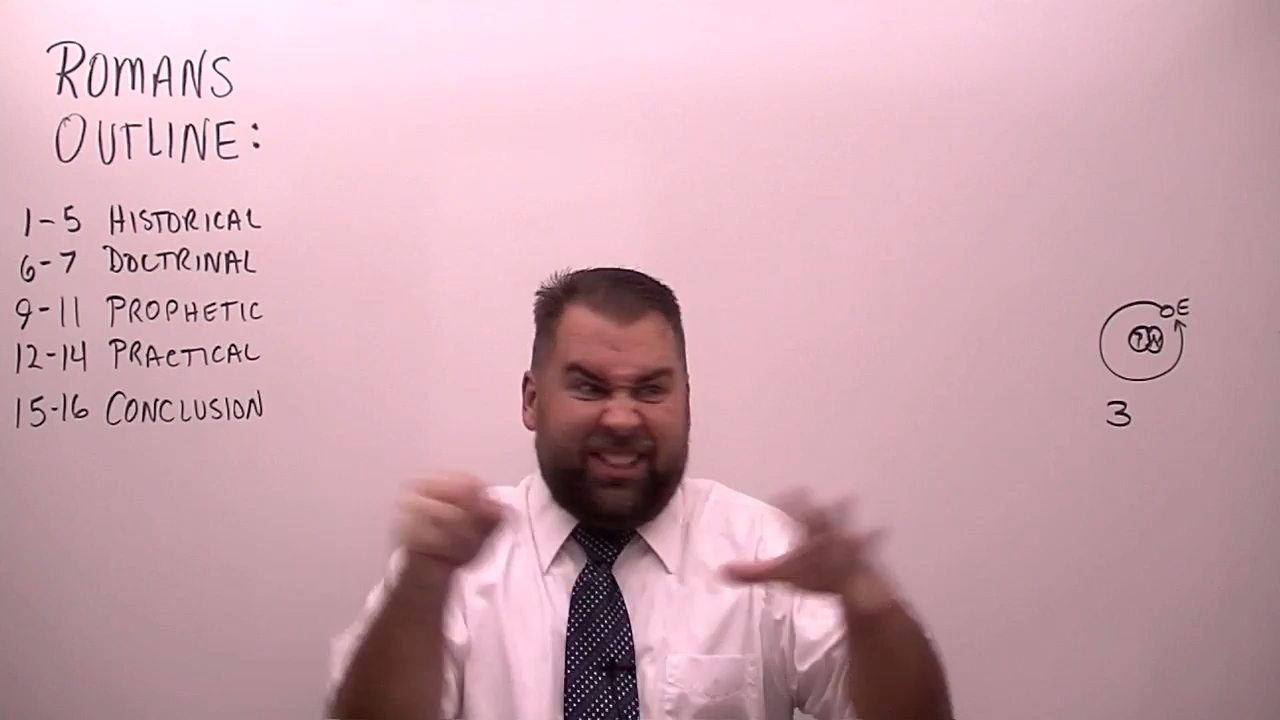 ROMANS
OUTLINE:
1-5 HISTORICAL
6-7 DOCTRINAL
9-11 PROPHETIC
12-14 PRACTICAL
15-16 CONCLUSION
E
N
3